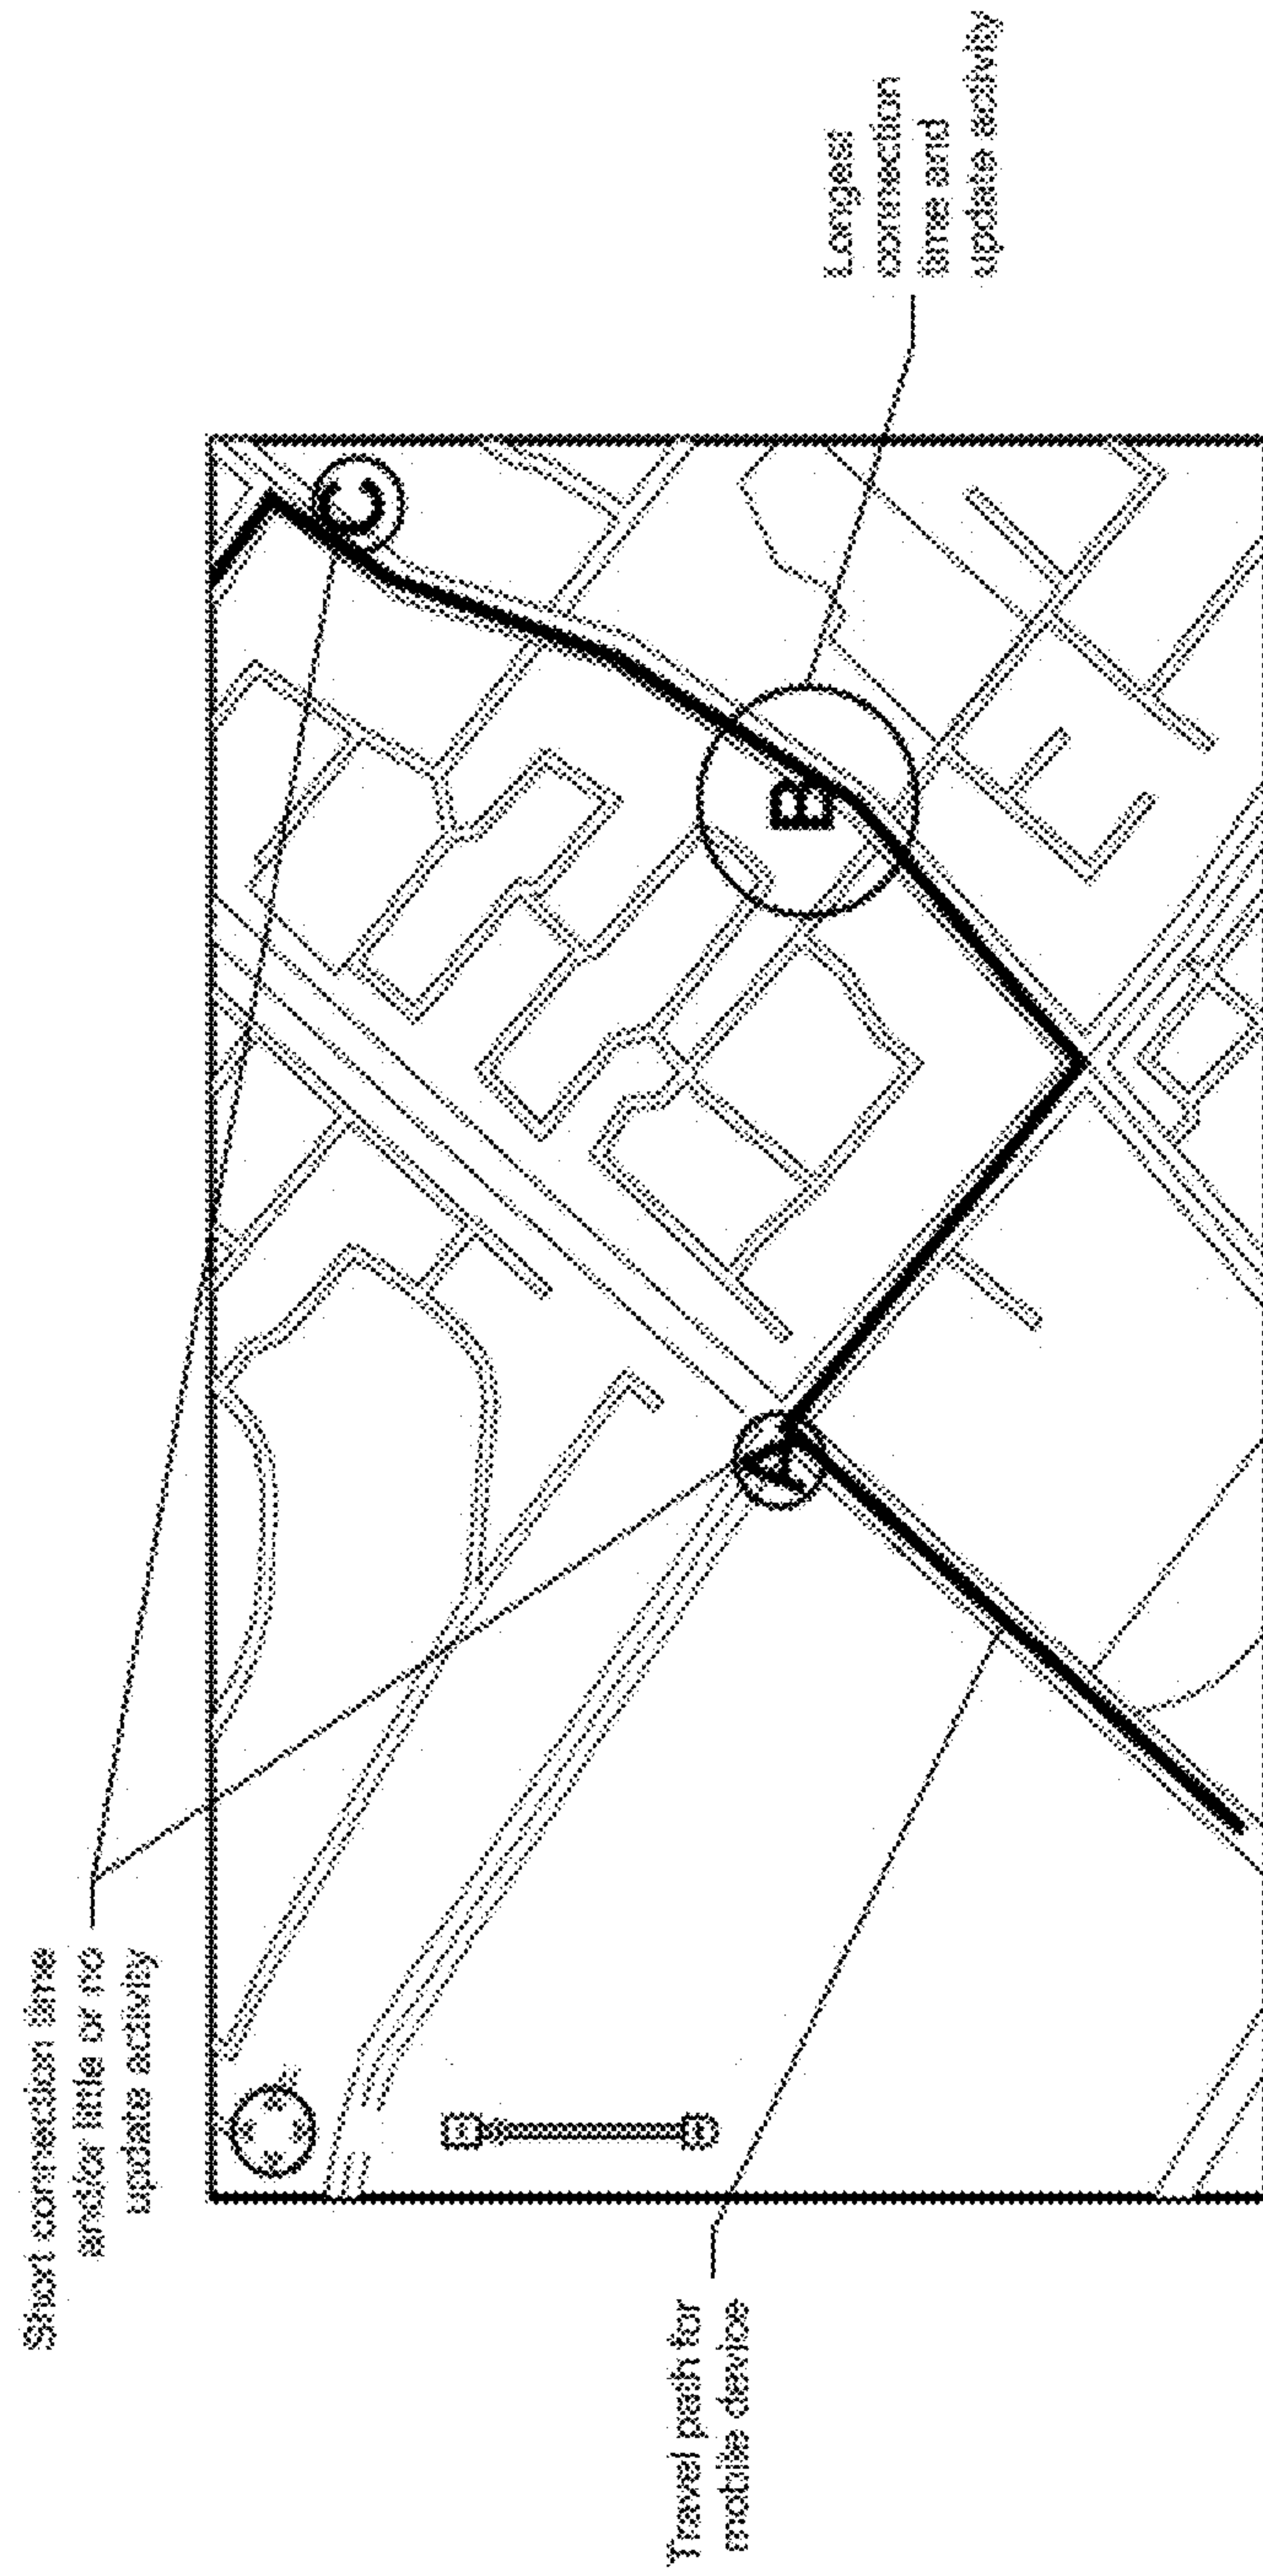 Short connection time
and/or little or no
update activity
Travel path for
mobile device
A
B
C
Longest
connection
time and
update activity